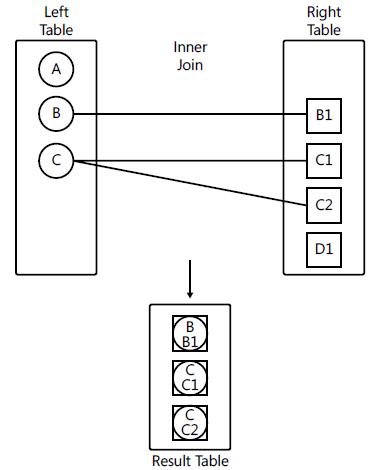 Left
Table
Inner
Join
Right
Table
A
B
C
B1
C1
C2
D1
B
B1
C
C1
C
C2
Result Table